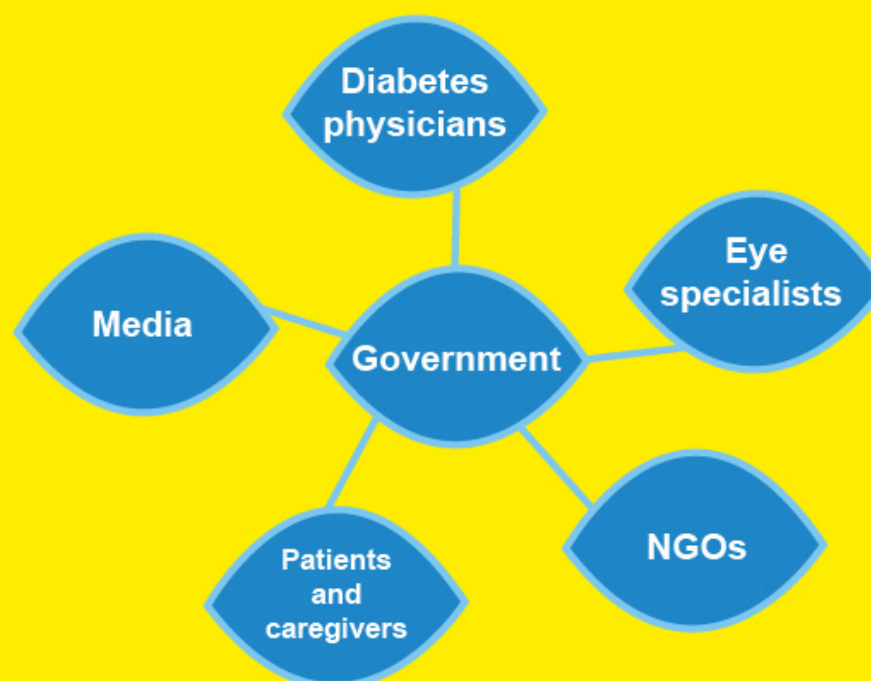 Diabetes
physicians
Eye
specialists
Media
Government
NGOs
Patients
and
caregivers